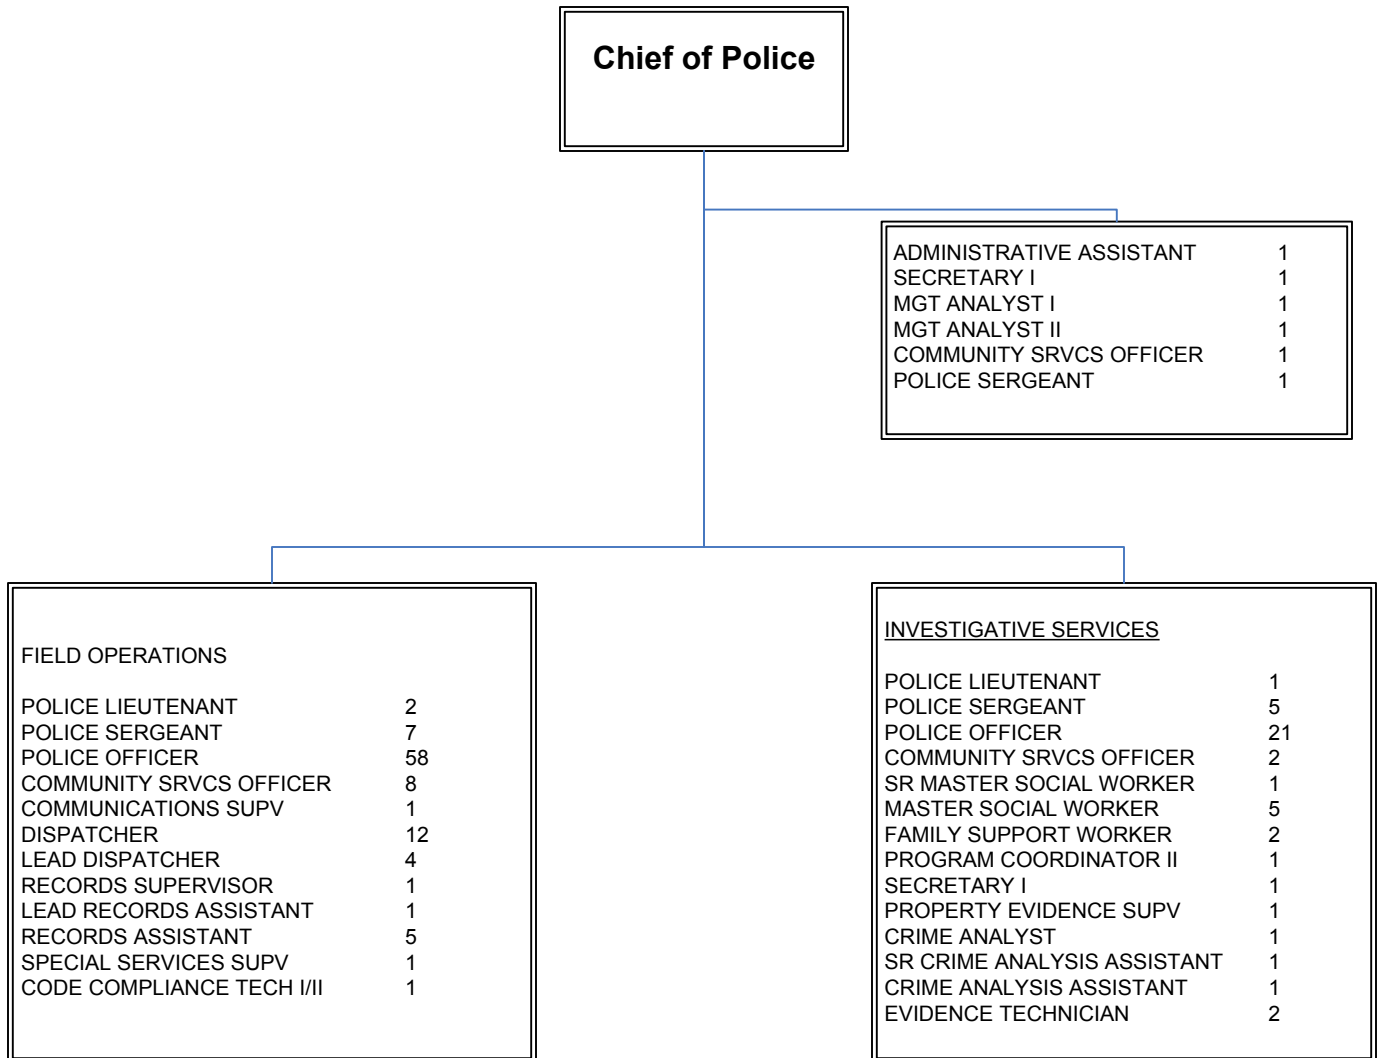 Chief of Police
ADMINISTRATIVE ASSISTANT 1
SECRETARY I 1
MGT ANALYST I 1
MGT ANALYST II 1
COMMUNITY SRVCS OFFICER 1
POLICE SERGEANT 1
FIELD OPERATIONS
POLICE LIEUTENANT 2
POLICE SERGEANT 7
POLICE OFFICER 58
COMMUNITY SRVCS OFFICER 8
COMMUNICATIONS SUPV 1
DISPATCHER 12
LEAD DISPATCHER 4
RECORDS SUPERVISOR 1
LEAD RECORDS ASSISTANT 1
RECORDS ASSISTANT 5
SPECIAL SERVICES SUPV 1
CODE COMPLIANCE TECH I/II 1
INVESTIGATIVE SERVICES
POLICE LIEUTENANT 1
POLICE SERGEANT 5
POLICE OFFICER 21
COMMUNITY SRVCS OFFICER 2
SR MASTER SOCIAL WORKER 1
MASTER SOCIAL WORKER 5
FAMILY SUPPORT WORKER 2
PROGRAM COORDINATOR II 1
SECRETARY I 1
PROPERTY EVIDENCE SUPV 1
CRIME ANALYST 1
SR CRIME ANALYSIS ASSISTANT 1
CRIME ANALYSIS ASSISTANT 1
EVIDENCE TECHNICIAN 2